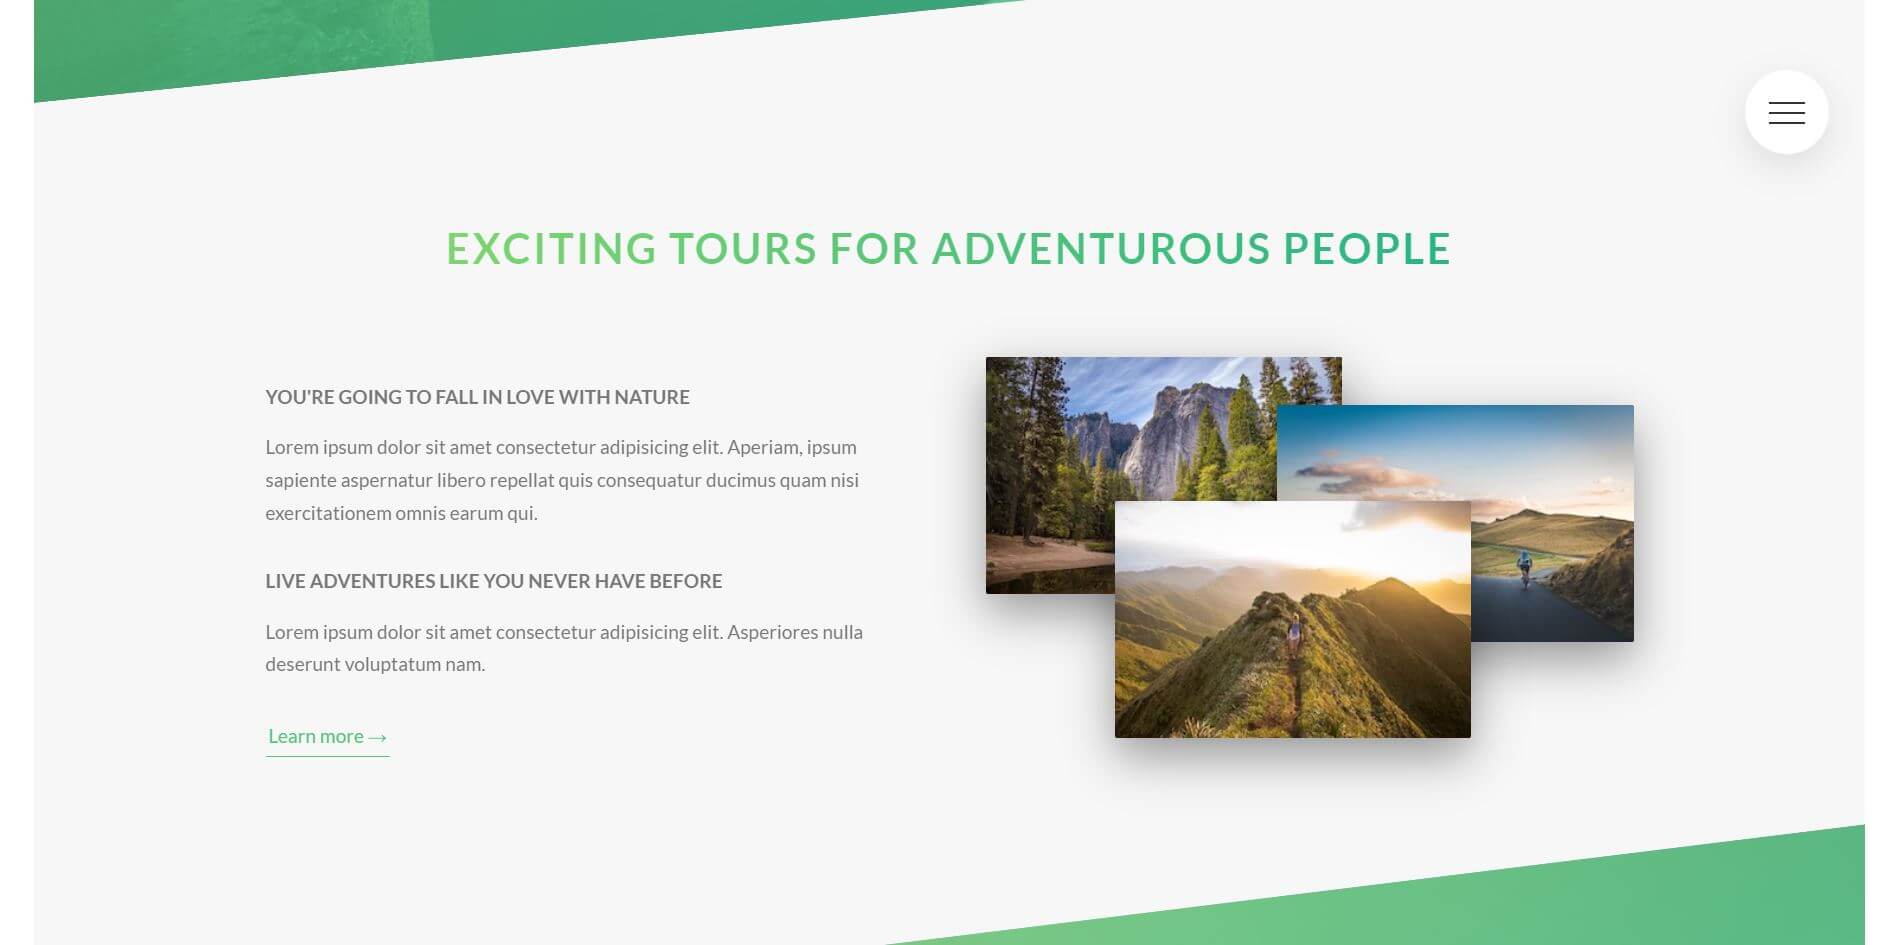 EXCITING TOURS FOR ADVENTUROUS PEOPLE
YOU'RE GOING TO FALL IN LOVE WITH NATURE
Lorem ipsum dolor sit amet consectetur adipisicing elit. Aperiam, ipsum
sapiente aspernatur libero repellat quis consequatur ducimus quam nisi
exercitationem omnis earum qui.
LIVE ADVENTURES LIKE YOU NEVER HAVE BEFORE
Lorem ipsum dolor sit amet consectetur adipisicing elit. Asperiores nulla
deserunt voluptatum nam.
Learn more →